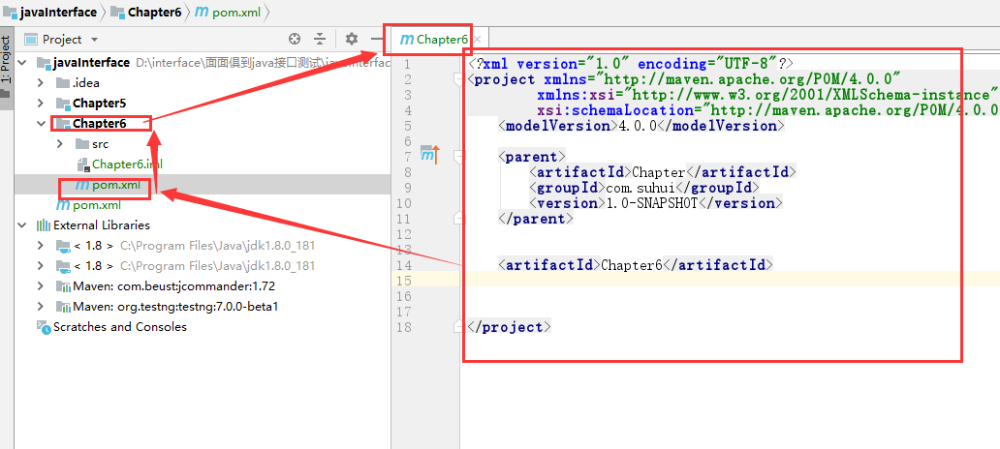 javaInterface Chapter6 pom.xml
1: Project
Project
Chapter6
javaInterface D:\interface\面面俱到java接口测试\javaInterface
.idea
Chapter5
Chapter6
src
Chapter6.iml
pom.xml
pom.xml
External Libraries
< 1.8 > C:\Program Files\Java\jdk1.8.0_181
< 1.8 > C:\Program Files\Java\jdk1.8.0_181
Maven: com.beust:jcommander:1.72
Maven: org.testng:testng:7.0.0-beta1
Scratches and Consoles
1 <?xml version="1.0" encoding="UTF-8"?>
2 <project xmlns="http://maven.apache.org/POM/4.0.0"
3 xmlns:xsi="http://www.w3.org/2001/XMLSchema-instance"
4 xsi:schemaLocation="http://maven.apache.org/POM/4.0.0
5 <modelVersion>4.0.0</modelVersion>
6
7 <parent>
8 <artifactId>Chapter</artifactId>
9 <groupId>com.suhui</groupId>
10 <version>1.0-SNAPSHOT</version>
11 </parent>
12
13
14 <artifactId>Chapter6</artifactId>
15
16
17
18 </project>